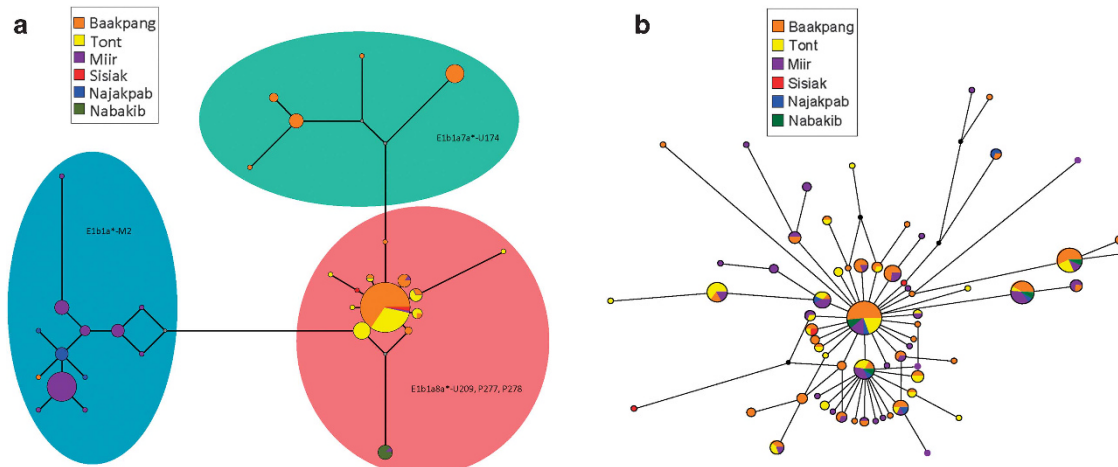 a
Baakpang
Tont
Miir
Sisiak
Najakpab
Nabakib
E1b1a7a*-U174
E1b1a*-M2
E1b1a8a*-U209, P277, P278
b
Baakpang
Tont
Miir
Sisiak
Najakpab
Nabakib